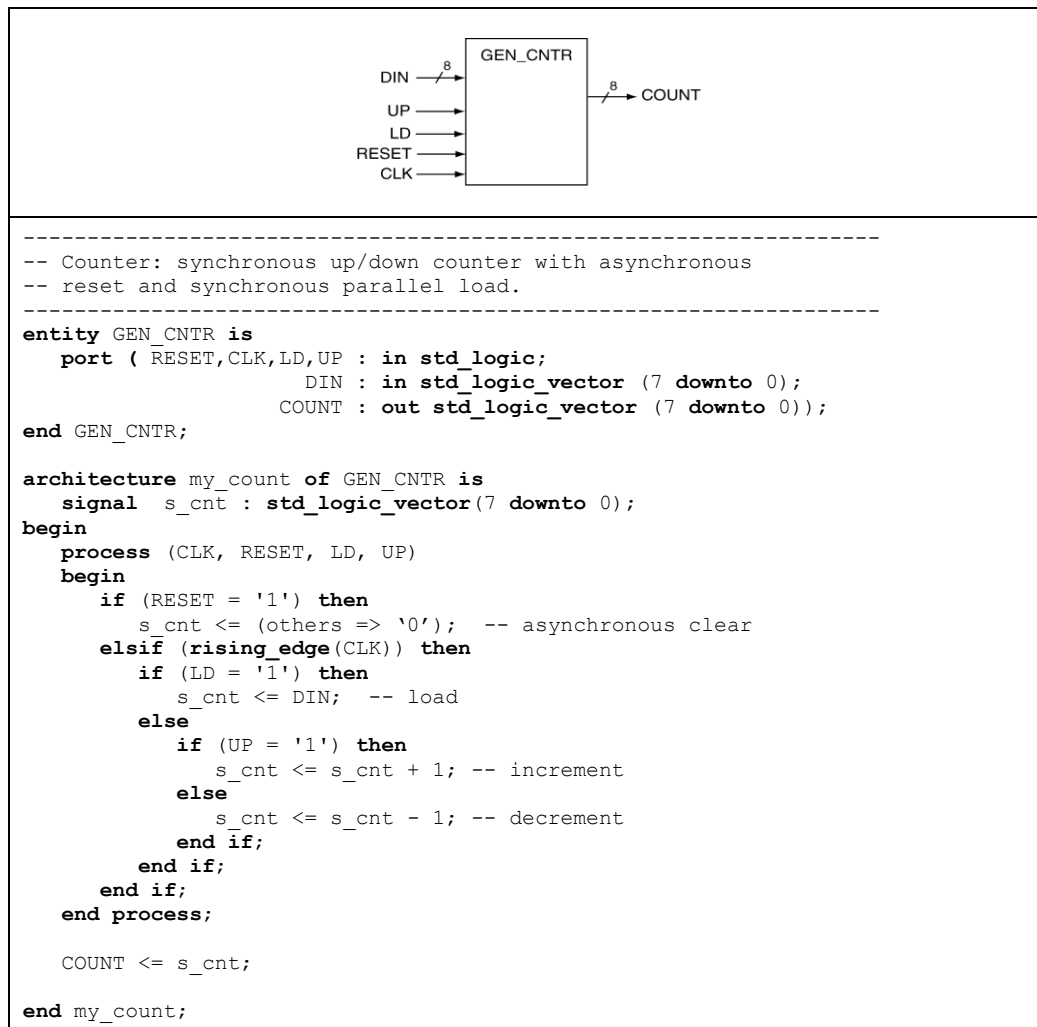 GEN_CNTR
8
DIN
8
COUNT
UP
LD
RESET
CLK
-------------------------------------------------------------------
-- Counter: synchronous up/down counter with asynchronous
-- reset and synchronous parallel load.
-------------------------------------------------------------------
entity GEN_CNTR is
   port ( RESET,CLK,LD,UP : in std_logic;
                      DIN : in std_logic_vector (7 downto 0);
                    COUNT : out std_logic_vector (7 downto 0));
end GEN_CNTR;
architecture my_count of GEN_CNTR is
   signal  s_cnt : std_logic_vector(7 downto 0);
begin
   process (CLK, RESET, LD, UP)
   begin
      if (RESET = '1') then
         s_cnt <= (others => ‘0’);  -- asynchronous clear
      elsif (rising_edge(CLK)) then
         if (LD = '1') then
            s_cnt <= DIN;  -- load
         else
            if (UP = '1') then
               s_cnt <= s_cnt + 1; -- increment
            else
               s_cnt <= s_cnt - 1; -- decrement
            end if;
         end if;
      end if;
   end process;
   COUNT <= s_cnt;
end my_count;